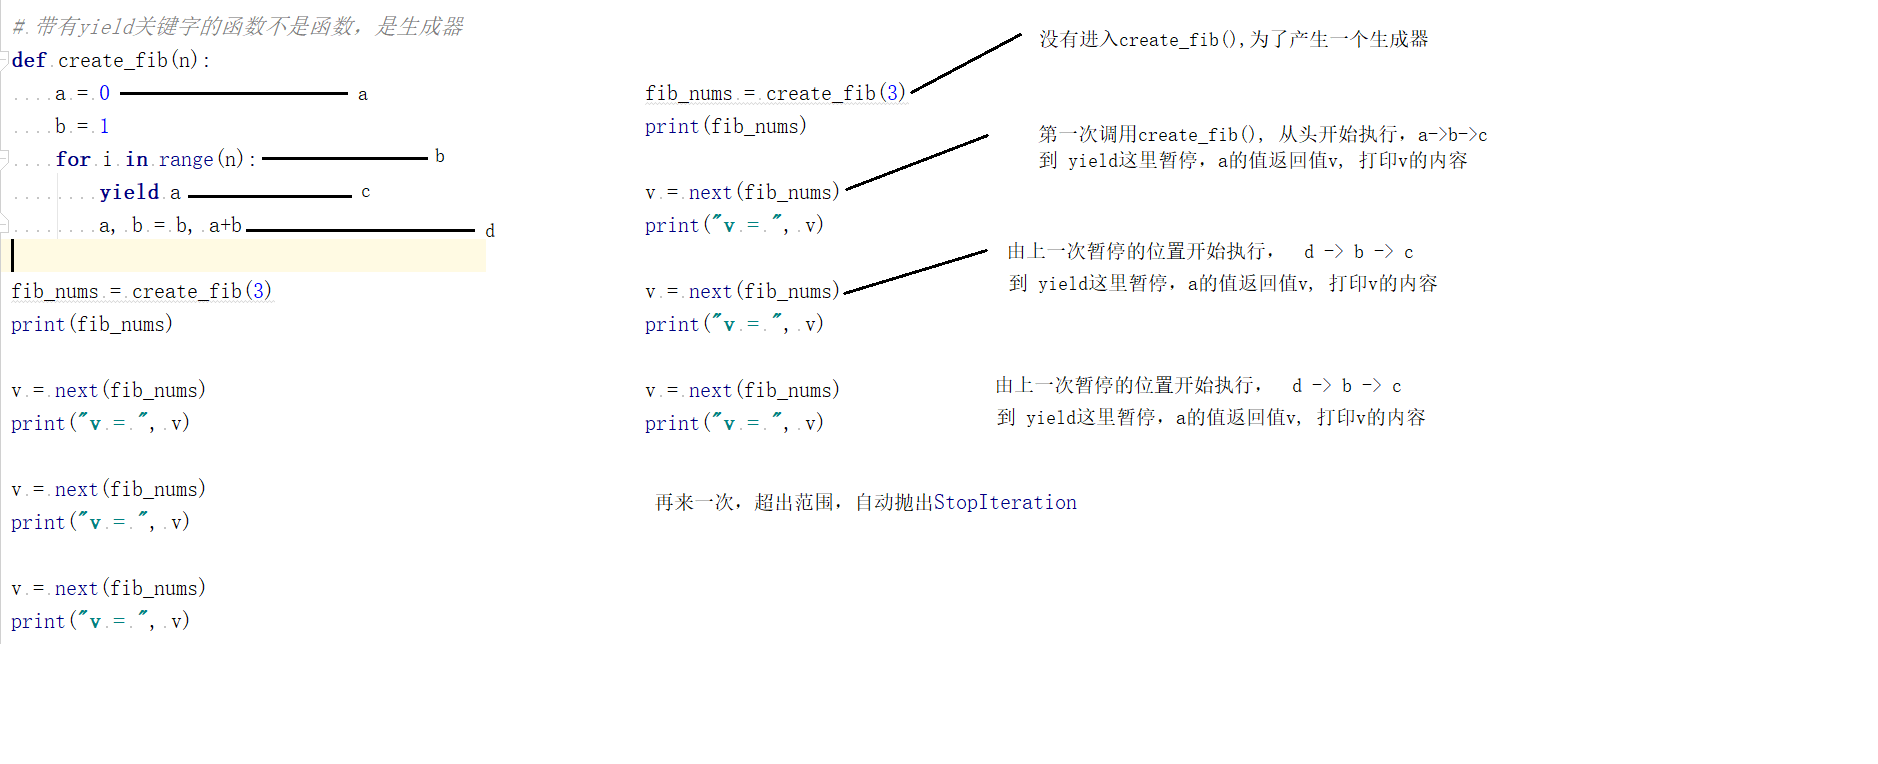 # 带有yield关键字的函数不是函数，是生成器
def create_fib(n):
    a = 0 a
    b = 1
    for i in range(n): b
        yield a c
        a, b = b, a+b d
fib_nums = create_fib(3)
print(fib_nums)
v = next(fib_nums)
print("v = ", v)
v = next(fib_nums)
print("v = ", v)
v = next(fib_nums)
print("v = ", v)
fib_nums = create_fib(3)
print(fib_nums)
v = next(fib_nums)
print("v = ", v)
v = next(fib_nums)
print("v = ", v)
v = next(fib_nums)
print("v = ", v)
再来一次，超出范围，自动抛出StopIteration
没有进入create_fib(),为了产生一个生成器
第一次调用create_fib(), 从头开始执行，a->b->c
到 yield这里暂停，a的值返回值v, 打印v的内容
由上一次暂停的位置开始执行， d -> b -> c
到 yield这里暂停，a的值返回值v, 打印v的内容
由上一次暂停的位置开始执行， d -> b -> c
到 yield这里暂停，a的值返回值v, 打印v的内容